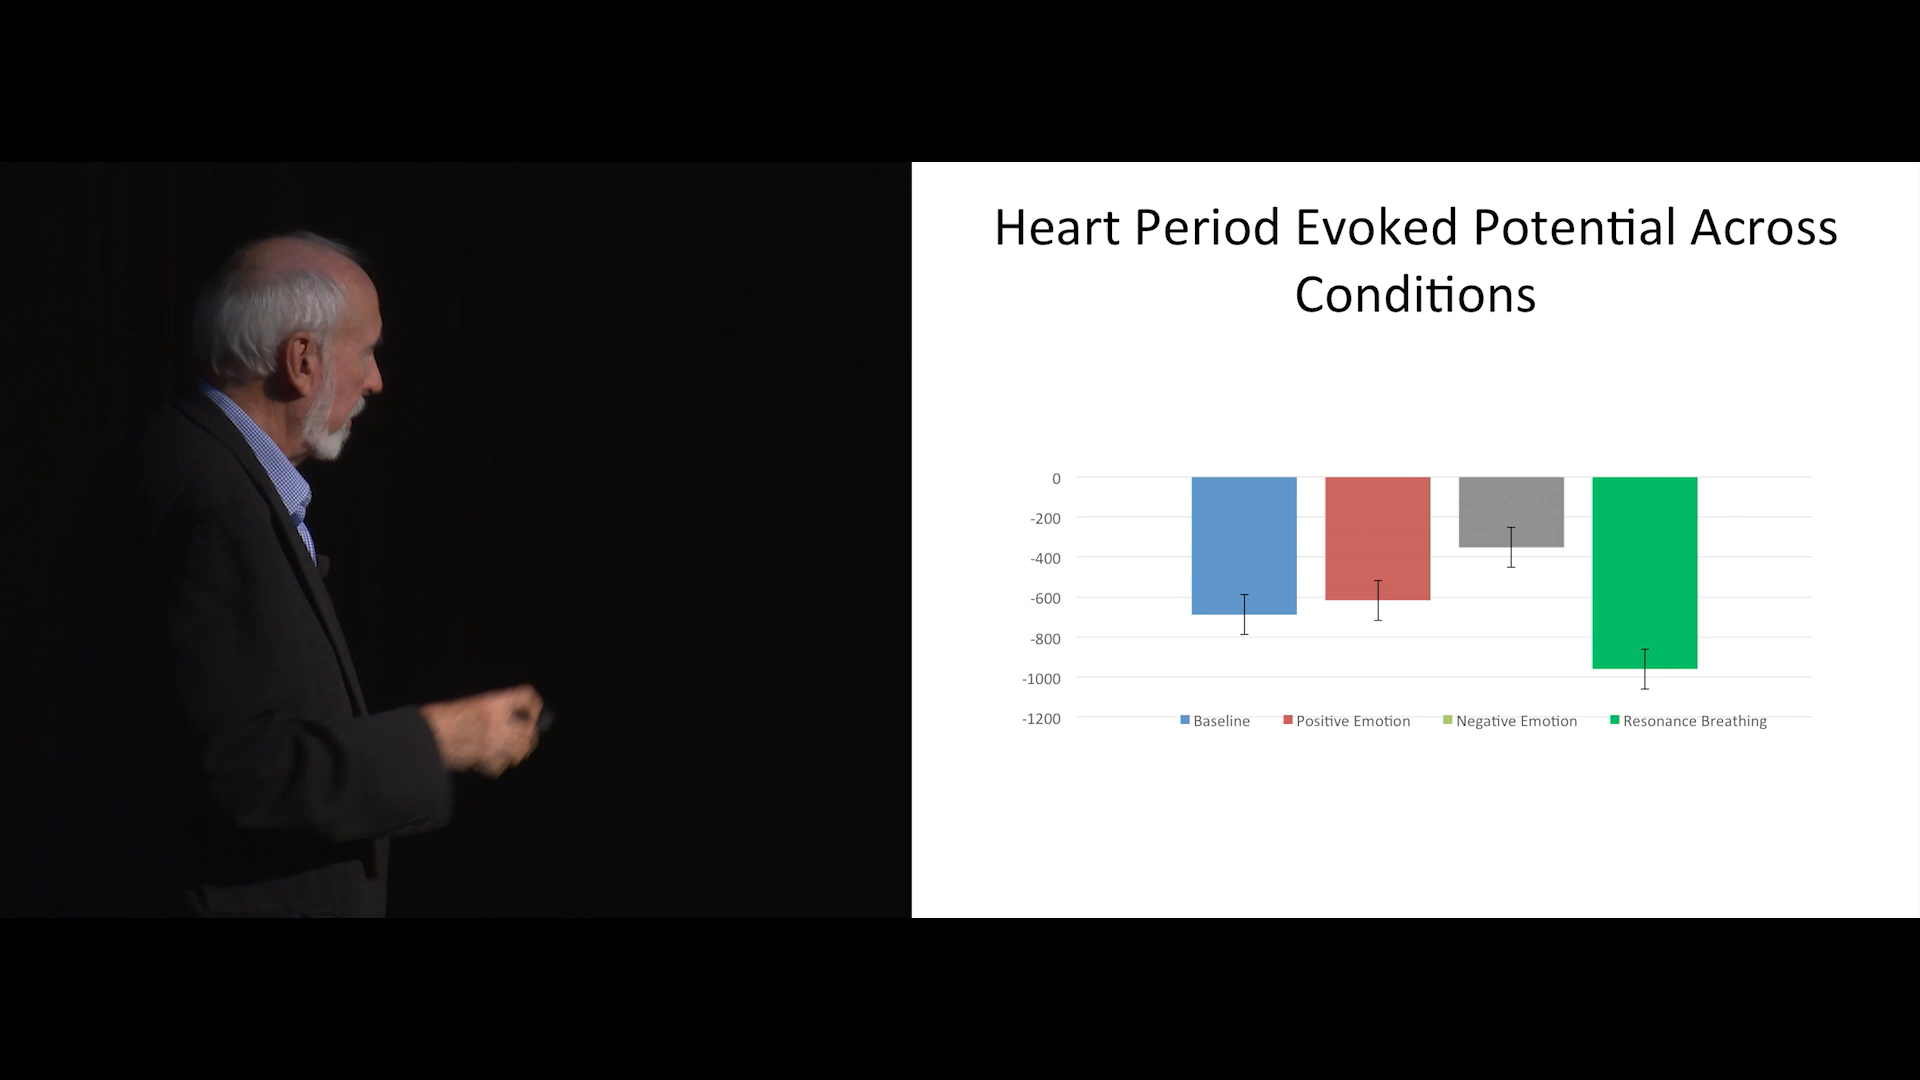 Heart Period Evoked Potential Across
Conditions
0
-200
-400
-600
-800
-1000
-1200
Baseline Positive Emotion Negative Emotion Resonance Breathing